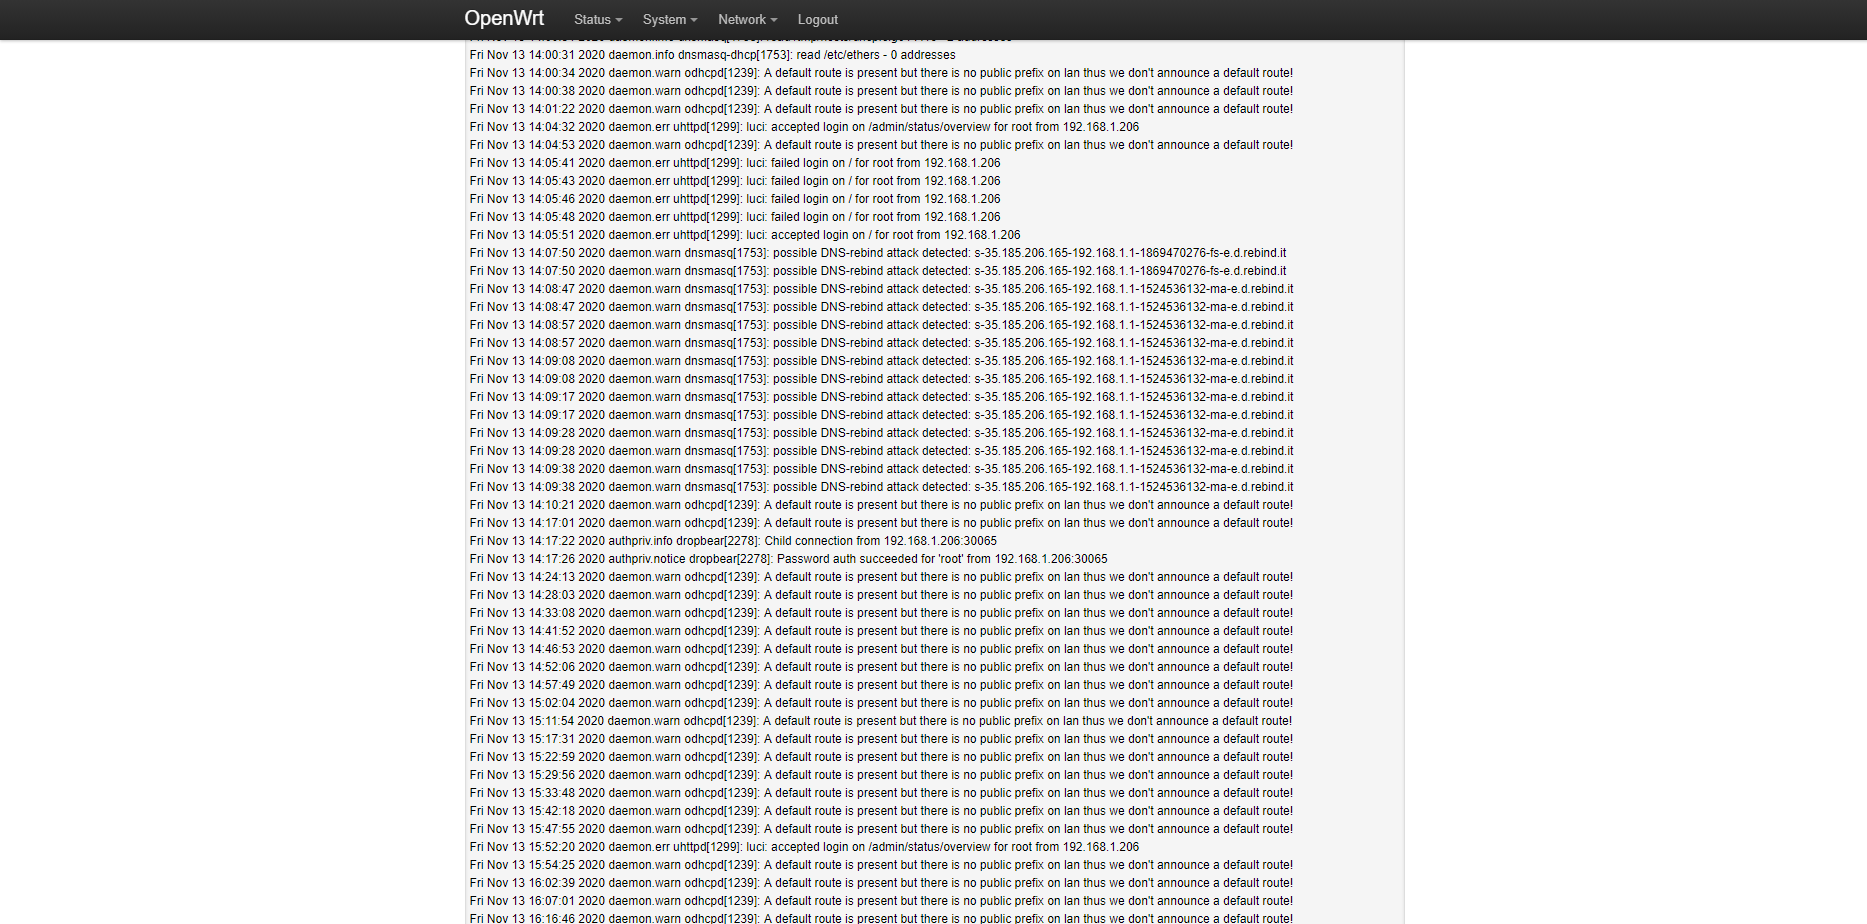 OpenWrt Status System Network Logout
Fri Nov 13 14:00:31 2020 daemon.info dnsmasq-dhcp[1753]: read /etc/ethers - 0 addresses
Fri Nov 13 14:00:34 2020 daemon.warn odhcpd[1239]: A default route is present but there is no public prefix on lan thus we don't announce a default route!
Fri Nov 13 14:00:38 2020 daemon.warn odhcpd[1239]: A default route is present but there is no public prefix on lan thus we don't announce a default route!
Fri Nov 13 14:01:22 2020 daemon.warn odhcpd[1239]: A default route is present but there is no public prefix on lan thus we don't announce a default route!
Fri Nov 13 14:04:32 2020 daemon.err uhttpd[1299]: luci: accepted login on /admin/status/overview for root from 192.168.1.206
Fri Nov 13 14:04:53 2020 daemon.warn odhcpd[1239]: A default route is present but there is no public prefix on lan thus we don't announce a default route!
Fri Nov 13 14:05:41 2020 daemon.err uhttpd[1299]: luci: failed login on / for root from 192.168.1.206
Fri Nov 13 14:05:43 2020 daemon.err uhttpd[1299]: luci: failed login on / for root from 192.168.1.206
Fri Nov 13 14:05:46 2020 daemon.err uhttpd[1299]: luci: failed login on / for root from 192.168.1.206
Fri Nov 13 14:05:48 2020 daemon.err uhttpd[1299]: luci: failed login on / for root from 192.168.1.206
Fri Nov 13 14:05:51 2020 daemon.err uhttpd[1299]: luci: accepted login on / for root from 192.168.1.206
Fri Nov 13 14:07:50 2020 daemon.warn dnsmasq[1753]: possible DNS-rebind attack detected: s-35.185.206.165-192.168.1.1-1869470276-fs-e.d.rebind.it
Fri Nov 13 14:07:50 2020 daemon.warn dnsmasq[1753]: possible DNS-rebind attack detected: s-35.185.206.165-192.168.1.1-1869470276-fs-e.d.rebind.it
Fri Nov 13 14:08:47 2020 daemon.warn dnsmasq[1753]: possible DNS-rebind attack detected: s-35.185.206.165-192.168.1.1-1524536132-ma-e.d.rebind.it
Fri Nov 13 14:08:47 2020 daemon.warn dnsmasq[1753]: possible DNS-rebind attack detected: s-35.185.206.165-192.168.1.1-1524536132-ma-e.d.rebind.it
Fri Nov 13 14:08:57 2020 daemon.warn dnsmasq[1753]: possible DNS-rebind attack detected: s-35.185.206.165-192.168.1.1-1524536132-ma-e.d.rebind.it
Fri Nov 13 14:08:57 2020 daemon.warn dnsmasq[1753]: possible DNS-rebind attack detected: s-35.185.206.165-192.168.1.1-1524536132-ma-e.d.rebind.it
Fri Nov 13 14:09:08 2020 daemon.warn dnsmasq[1753]: possible DNS-rebind attack detected: s-35.185.206.165-192.168.1.1-1524536132-ma-e.d.rebind.it
Fri Nov 13 14:09:08 2020 daemon.warn dnsmasq[1753]: possible DNS-rebind attack detected: s-35.185.206.165-192.168.1.1-1524536132-ma-e.d.rebind.it
Fri Nov 13 14:09:17 2020 daemon.warn dnsmasq[1753]: possible DNS-rebind attack detected: s-35.185.206.165-192.168.1.1-1524536132-ma-e.d.rebind.it
Fri Nov 13 14:09:17 2020 daemon.warn dnsmasq[1753]: possible DNS-rebind attack detected: s-35.185.206.165-192.168.1.1-1524536132-ma-e.d.rebind.it
Fri Nov 13 14:09:28 2020 daemon.warn dnsmasq[1753]: possible DNS-rebind attack detected: s-35.185.206.165-192.168.1.1-1524536132-ma-e.d.rebind.it
Fri Nov 13 14:09:28 2020 daemon.warn dnsmasq[1753]: possible DNS-rebind attack detected: s-35.185.206.165-192.168.1.1-1524536132-ma-e.d.rebind.it
Fri Nov 13 14:09:38 2020 daemon.warn dnsmasq[1753]: possible DNS-rebind attack detected: s-35.185.206.165-192.168.1.1-1524536132-ma-e.d.rebind.it
Fri Nov 13 14:09:38 2020 daemon.warn dnsmasq[1753]: possible DNS-rebind attack detected: s-35.185.206.165-192.168.1.1-1524536132-ma-e.d.rebind.it
Fri Nov 13 14:10:21 2020 daemon.warn odhcpd[1239]: A default route is present but there is no public prefix on lan thus we don't announce a default route!
Fri Nov 13 14:17:01 2020 daemon.warn odhcpd[1239]: A default route is present but there is no public prefix on lan thus we don't announce a default route!
Fri Nov 13 14:17:22 2020 authpriv.info dropbear[2278]: Child connection from 192.168.1.206:30065
Fri Nov 13 14:17:26 2020 authpriv.notice dropbear[2278]: Password auth succeeded for 'root' from 192.168.1.206:30065
Fri Nov 13 14:24:13 2020 daemon.warn odhcpd[1239]: A default route is present but there is no public prefix on lan thus we don't announce a default route!
Fri Nov 13 14:28:03 2020 daemon.warn odhcpd[1239]: A default route is present but there is no public prefix on lan thus we don't announce a default route!
Fri Nov 13 14:33:08 2020 daemon.warn odhcpd[1239]: A default route is present but there is no public prefix on lan thus we don't announce a default route!
Fri Nov 13 14:41:52 2020 daemon.warn odhcpd[1239]: A default route is present but there is no public prefix on lan thus we don't announce a default route!
Fri Nov 13 14:46:53 2020 daemon.warn odhcpd[1239]: A default route is present but there is no public prefix on lan thus we don't announce a default route!
Fri Nov 13 14:52:06 2020 daemon.warn odhcpd[1239]: A default route is present but there is no public prefix on lan thus we don't announce a default route!
Fri Nov 13 14:57:49 2020 daemon.warn odhcpd[1239]: A default route is present but there is no public prefix on lan thus we don't announce a default route!
Fri Nov 13 15:02:04 2020 daemon.warn odhcpd[1239]: A default route is present but there is no public prefix on lan thus we don't announce a default route!
Fri Nov 13 15:11:54 2020 daemon.warn odhcpd[1239]: A default route is present but there is no public prefix on lan thus we don't announce a default route!
Fri Nov 13 15:17:31 2020 daemon.warn odhcpd[1239]: A default route is present but there is no public prefix on lan thus we don't announce a default route!
Fri Nov 13 15:22:59 2020 daemon.warn odhcpd[1239]: A default route is present but there is no public prefix on lan thus we don't announce a default route!
Fri Nov 13 15:29:56 2020 daemon.warn odhcpd[1239]: A default route is present but there is no public prefix on lan thus we don't announce a default route!
Fri Nov 13 15:33:48 2020 daemon.warn odhcpd[1239]: A default route is present but there is no public prefix on lan thus we don't announce a default route!
Fri Nov 13 15:42:18 2020 daemon.warn odhcpd[1239]: A default route is present but there is no public prefix on lan thus we don't announce a default route!
Fri Nov 13 15:47:55 2020 daemon.warn odhcpd[1239]: A default route is present but there is no public prefix on lan thus we don't announce a default route!
Fri Nov 13 15:52:20 2020 daemon.err uhttpd[1299]: luci: accepted login on /admin/status/overview for root from 192.168.1.206
Fri Nov 13 15:54:25 2020 daemon.warn odhcpd[1239]: A default route is present but there is no public prefix on lan thus we don't announce a default route!
Fri Nov 13 16:02:39 2020 daemon.warn odhcpd[1239]: A default route is present but there is no public prefix on lan thus we don't announce a default route!
Fri Nov 13 16:07:01 2020 daemon.warn odhcpd[1239]: A default route is present but there is no public prefix on lan thus we don't announce a default route!
Fri Nov 13 16:16:46 2020 daemon.warn odhcpd[1239]: A default route is present but there is no public prefix on lan thus we don't announce a default route!